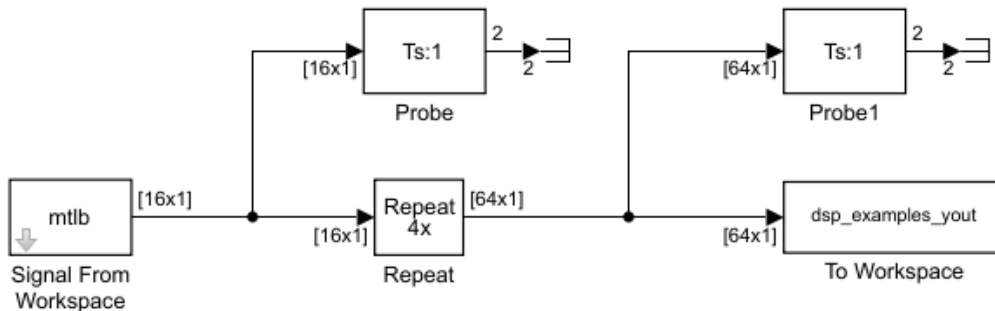 2
2
Ts:1
Ts:1
[16x1]
2
[64x1]
2
Probe
Probe1
[16x1]
[64x1]
mtlb
Repeat
4x
dsp_examples_yout
[16x1]
[64x1]
Signal From
Workspace
Repeat
To Workspace